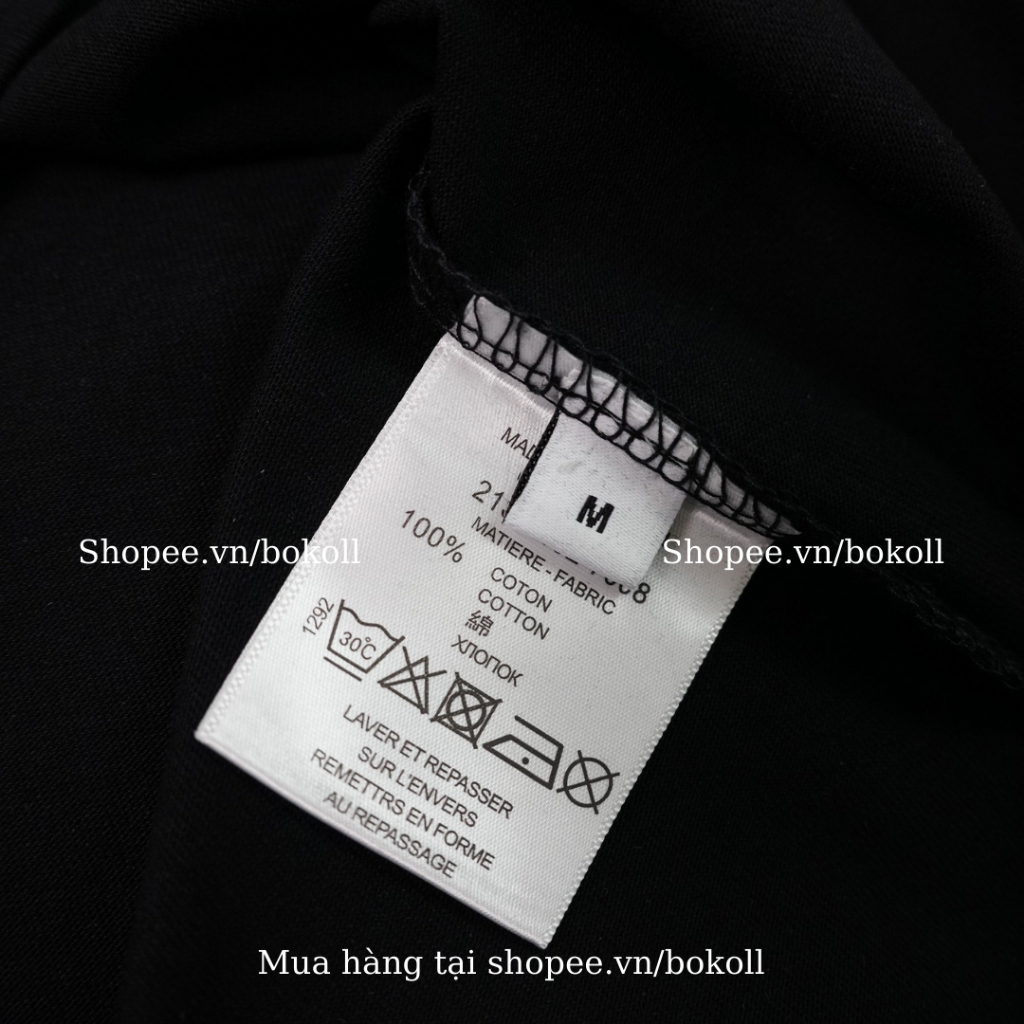 M
100%
MATIERE - FABRIC
COTON
COTTON
綿
ХЛОПОК
1292
30℃
LAVER ET REPASSER
SUR L'ENVERS
REMETTRS EN FORME
AU REPASSAGE
Shopee.vn/bokoll
Shopee.vn/bokoll
Mua hàng tại shopee.vn/bokoll